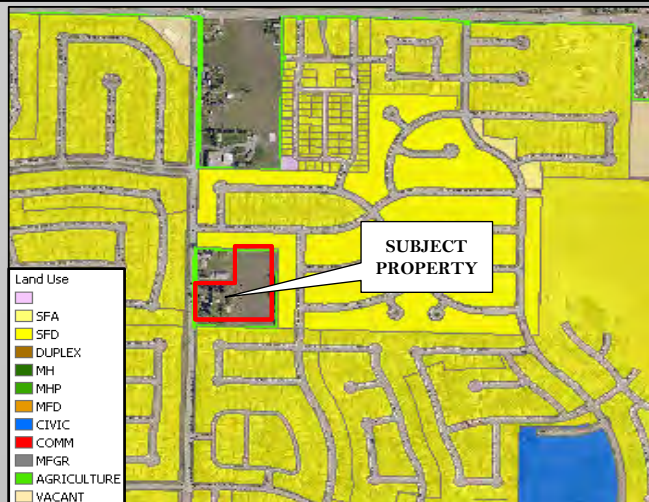 SUBJECT
PROPERTY
Land Use
SFA
SFD
DUPLEX
MH
MHP
MFD
CIVIC
COMM
MFGR
AGRICULTURE
VACANT